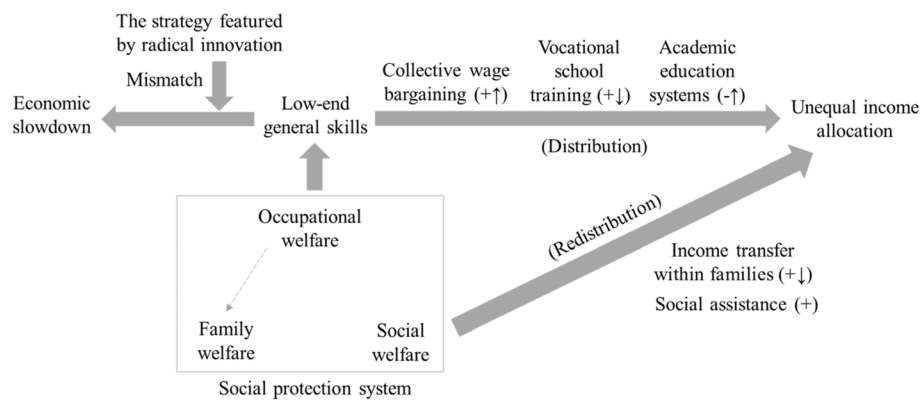 The strategy featured
by radical innovation
Mismatch
Economic
slowdown
Low-end
general skills
Collective wage
bargaining (+↑)
Vocational
school
training (+↓)
Academic
education
systems (-↑)
(Distribution)
Unequal income
allocation
Occupational
welfare
Family
welfare
Social
welfare
Social protection system
(Redistribution)
Income transfer
within families (+↓)
Social assistance (+)